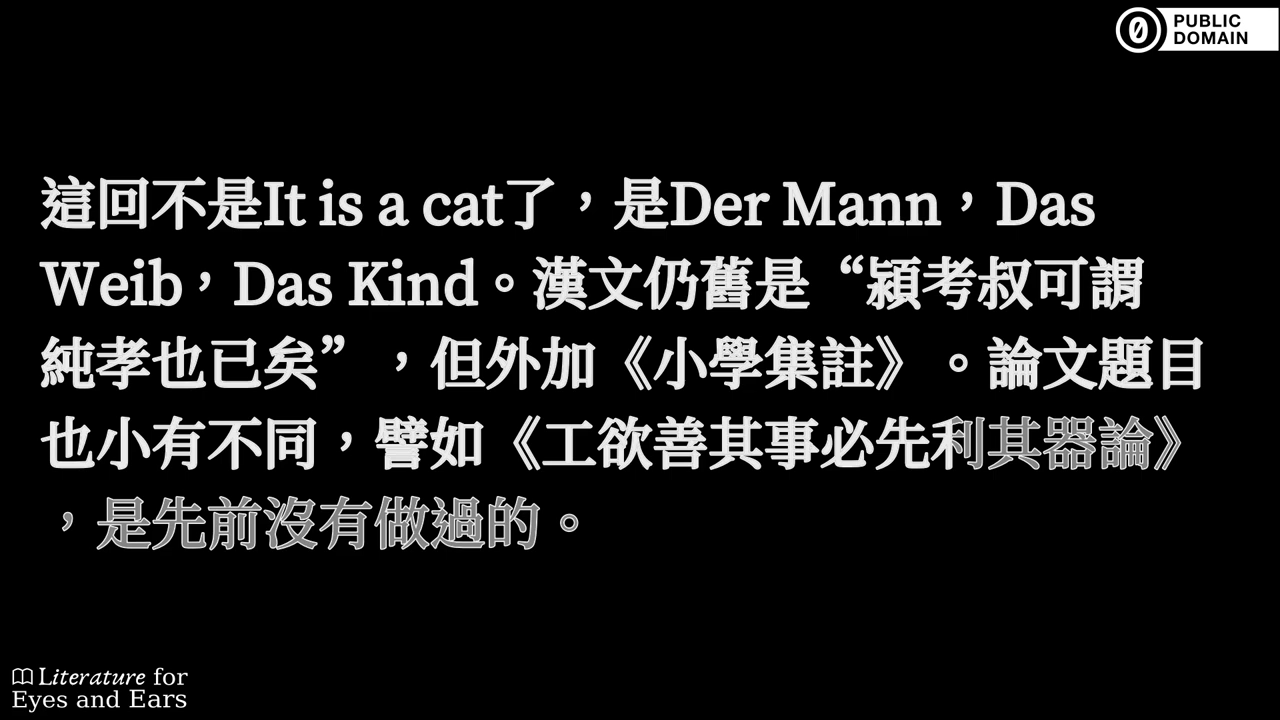 PUBLIC
DOMAIN
這回不是It is a cat了，是Der Mann，Das
Weib，Das Kind。漢文仍舊是“潁考叔可謂
純孝也已矣”，但外加《小學集註》。論文題目
也小有不同，譬如《工欲善其事必先利其器論》
，是先前沒有做過的。
Literature for
Eyes and Ears